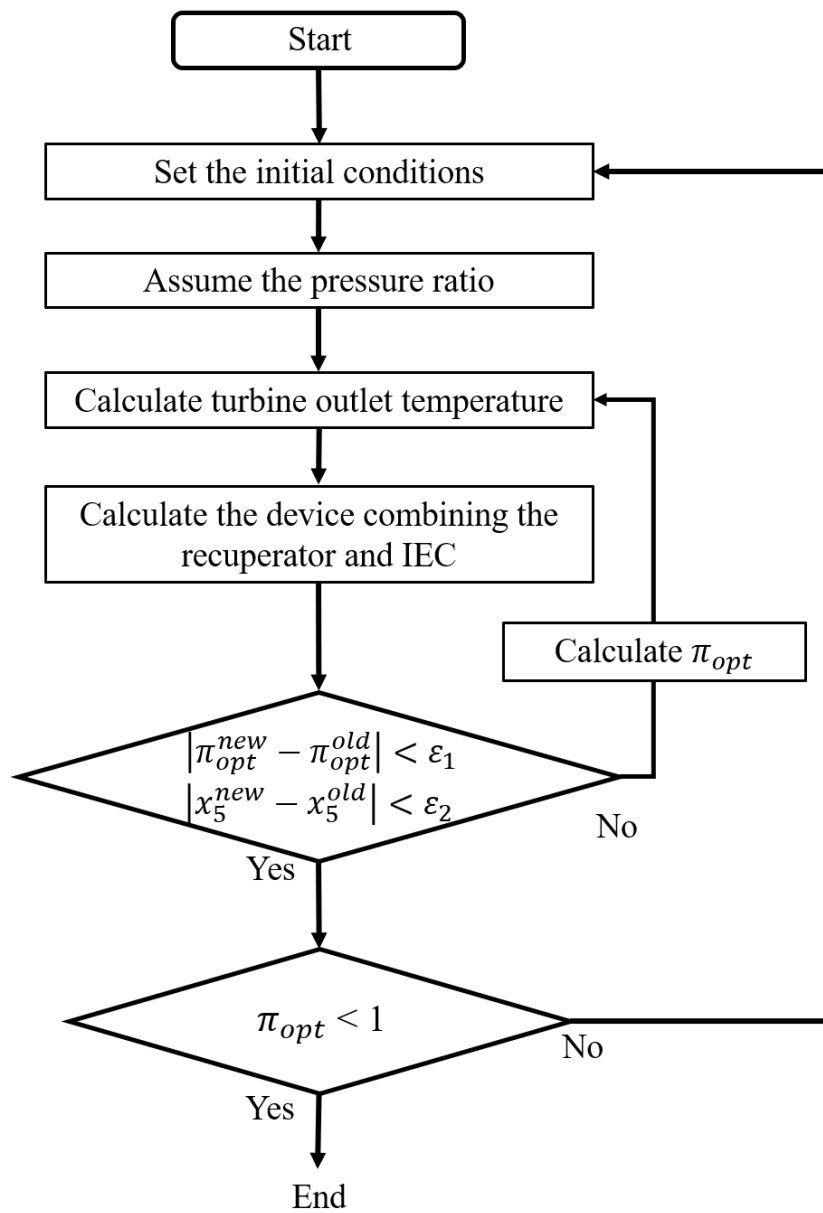 Start
Set the initial conditions
Assume the pressure ratio
Calculate turbine outlet temperature
Calculate the device combining the
recuperator and IEC
Calculate π_opt
|π_opt^new − π_opt^old| < ε_1
|x_5^new − x_5^old| < ε_2
No
Yes
π_opt < 1
No
Yes
End